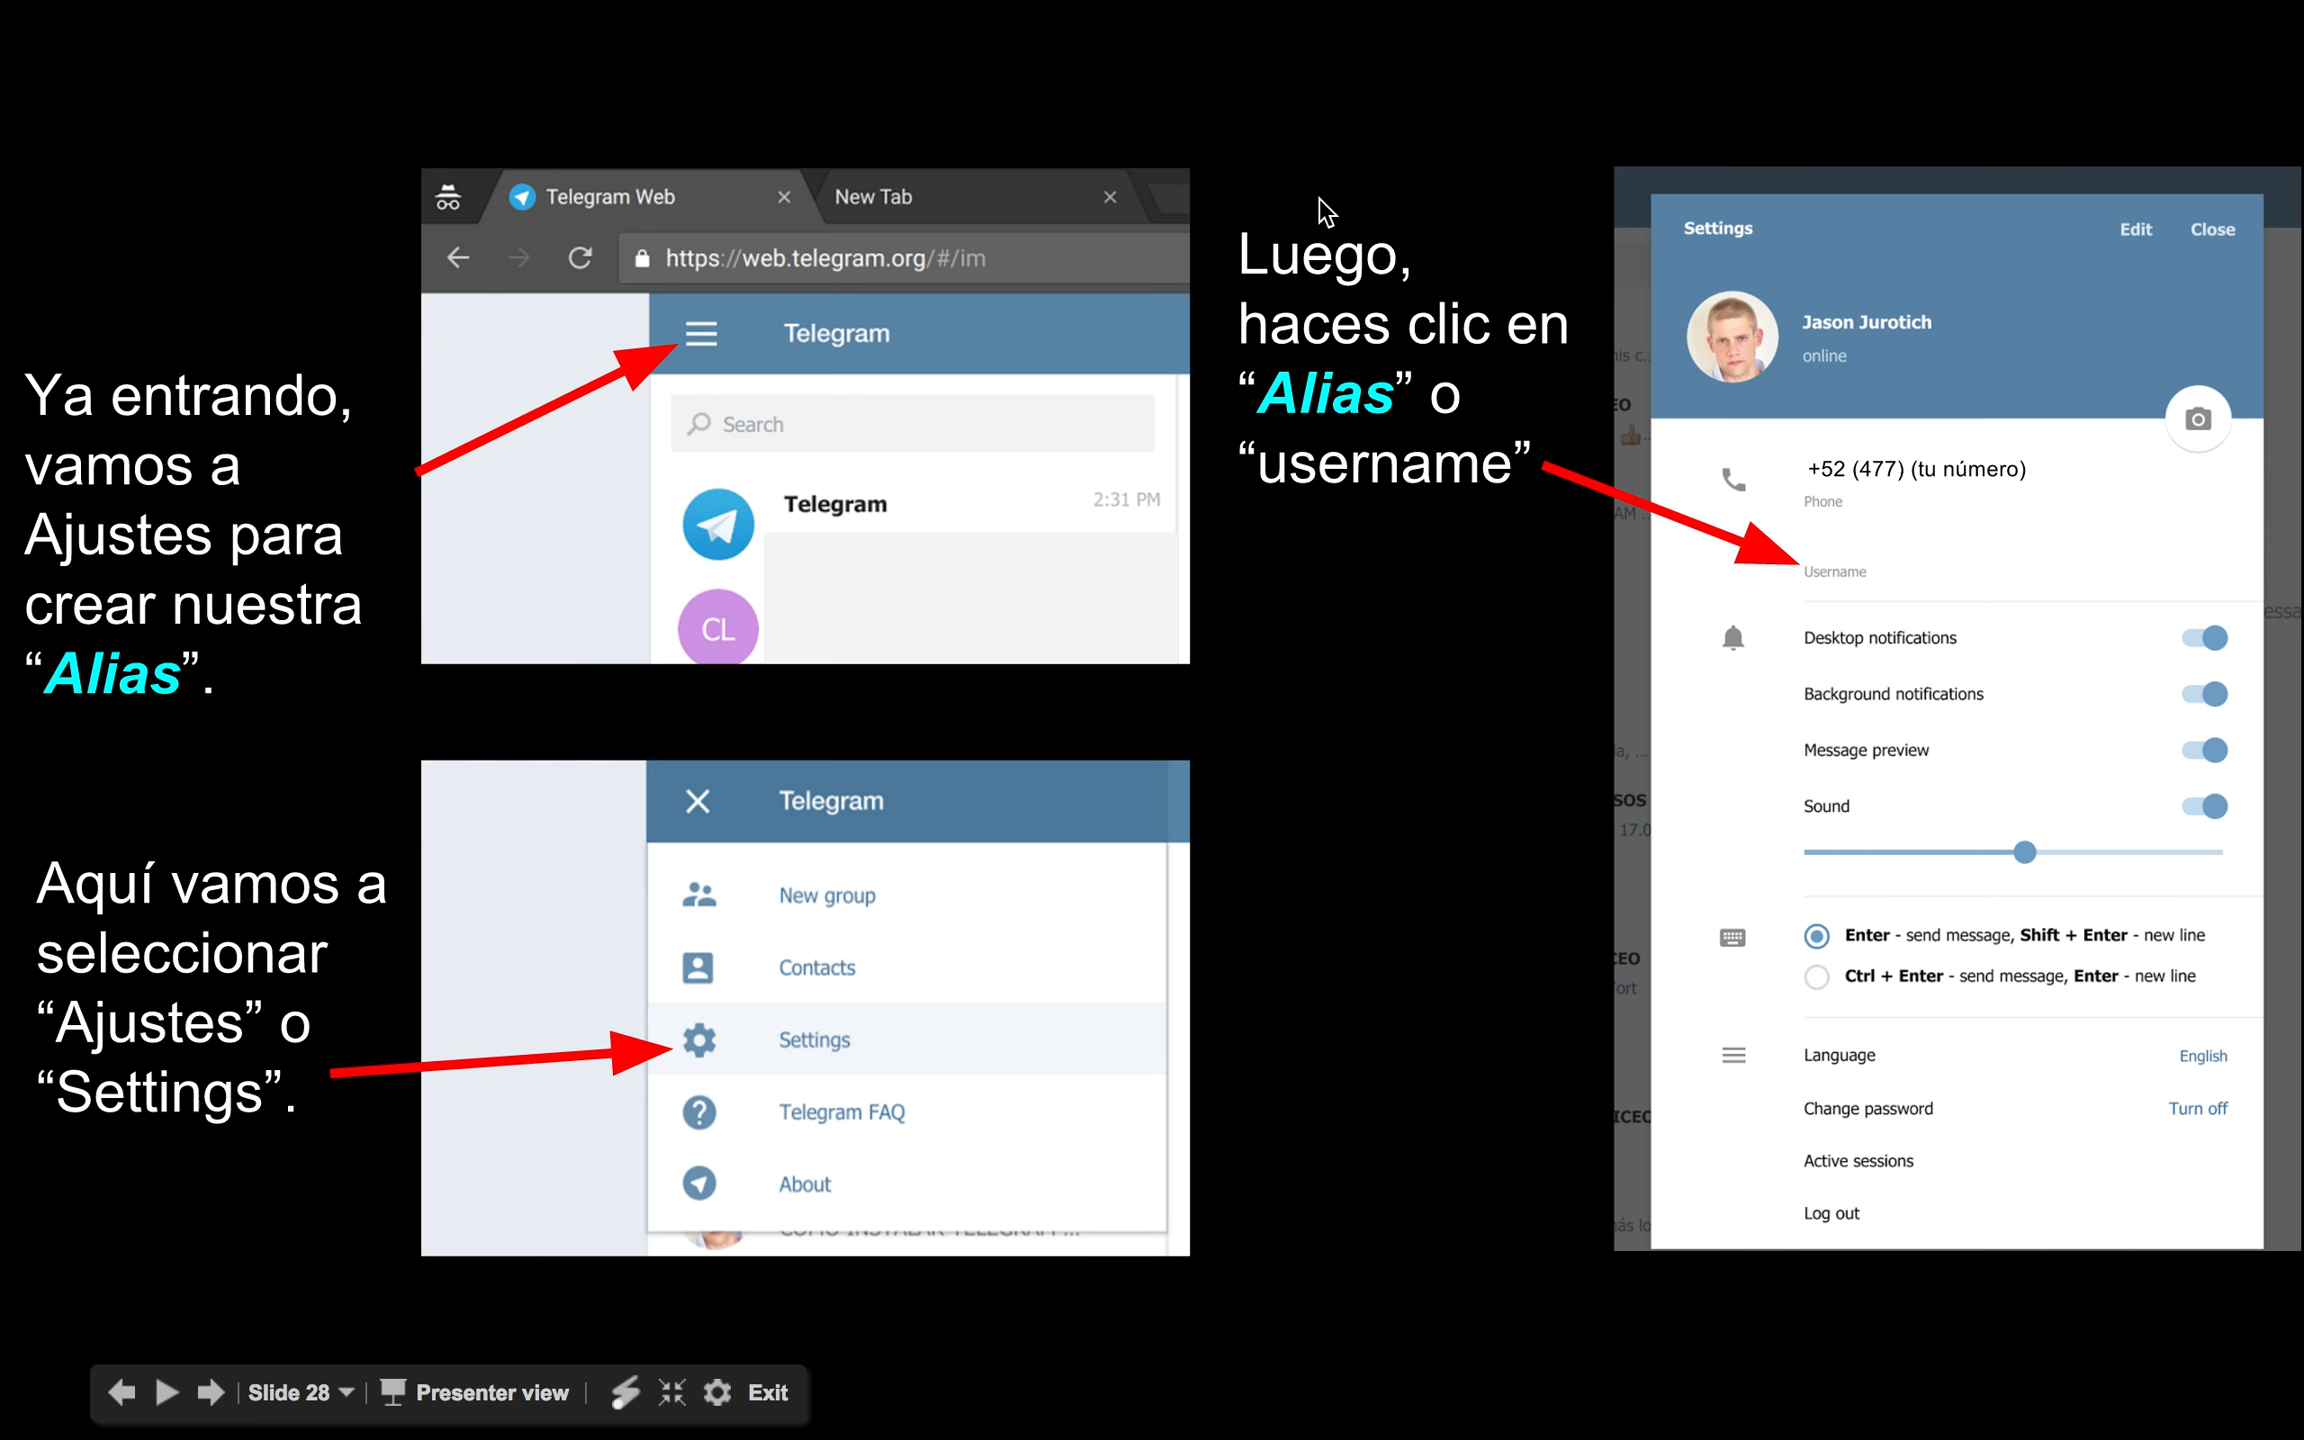 Ya entrando,
vamos a
Ajustes para
crear nuestra
“Alias”.
Telegram Web
New Tab
https://web.telegram.org/#/im
Telegram
Search
Telegram 2:31 PM
CL
Aquí vamos a
seleccionar
“Ajustes” o
“Settings”.
Telegram
New group
Contacts
Settings
Telegram FAQ
About
Luego,
haces clic en
“Alias” o
“username”
Settings Edit Close
Jason Jurotich
online
+52 (477) (tu número)
Phone
Username
Desktop notifications
Background notifications
Message preview
Sound
Enter - send message, Shift + Enter - new line
Ctrl + Enter - send message, Enter - new line
Language English
Change password Turn off
Active sessions
Log out
Slide 28 Presenter view Exit